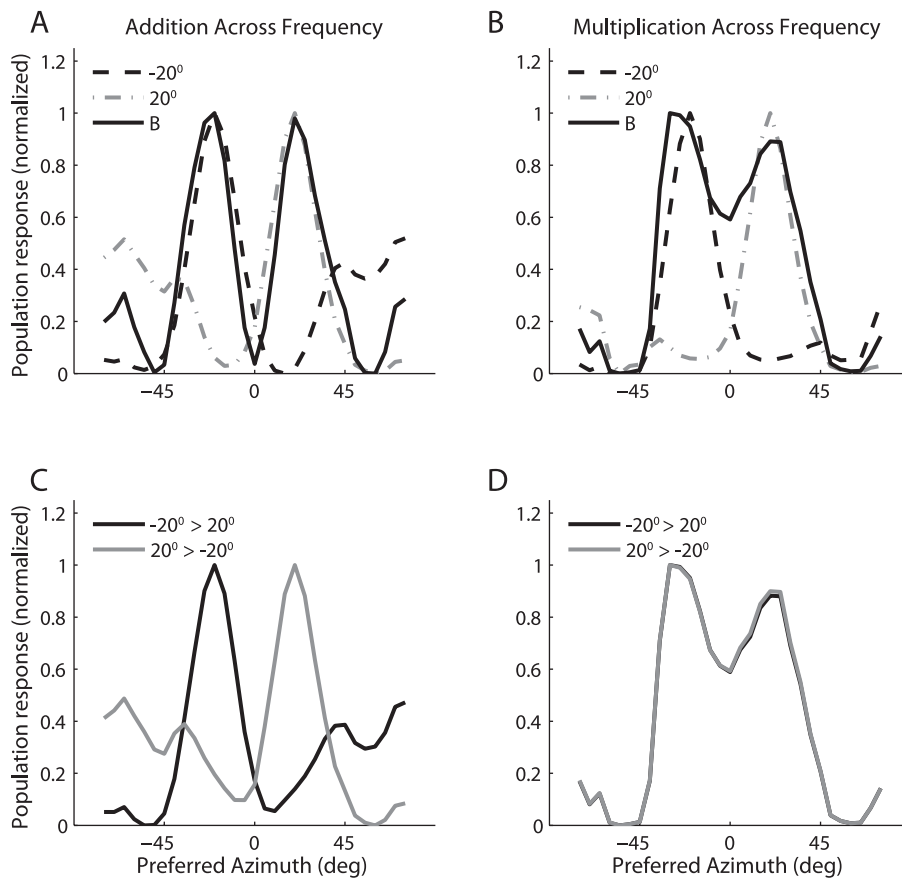 A Addition Across Frequency
Population response (normalized)
1.2
1
0.8
0.6
0.4
0.2
0
-20⁰
20⁰
B
−45 0 45
B Multiplication Across Frequency
1.2
1
0.8
0.6
0.4
0.2
0
-20⁰
20⁰
B
−45 0 45
C
Population response (normalized)
1.2
1
0.8
0.6
0.4
0.2
0
-20⁰ > 20⁰
20⁰ > -20⁰
−45 0 45
Preferred Azimuth (deg)
D
1.2
1
0.8
0.6
0.4
0.2
0
-20⁰ > 20⁰
20⁰ > -20⁰
−45 0 45
Preferred Azimuth (deg)